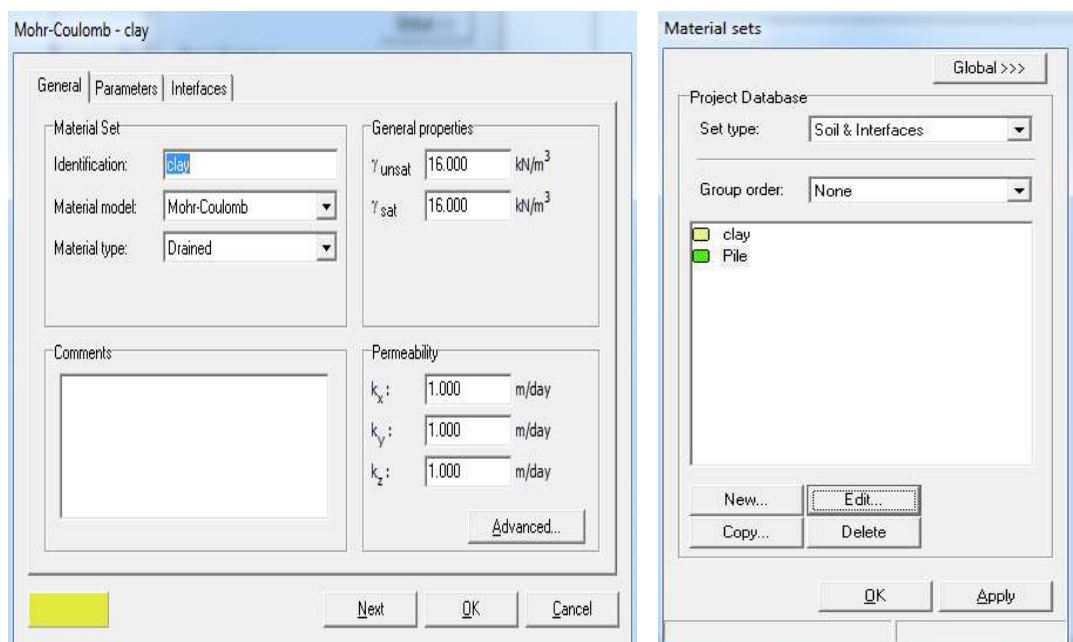 Mohr-Coulomb - clay
General Parameters Interfaces
Material Set
Identification: clay
Material model: Mohr-Coulomb
Material type: Drained
General properties
γ unsat 16.000 kN/m³
γ sat 16.000 kN/m³
Comments
Permeability
kx: 1.000 m/day
ky: 1.000 m/day
kz: 1.000 m/day
Advanced...
Next OK Cancel
Material sets
Global >>>
Project Database
Set type: Soil & Interfaces
Group order: None
clay
Pile
New... Edit...
Copy... Delete
OK Apply